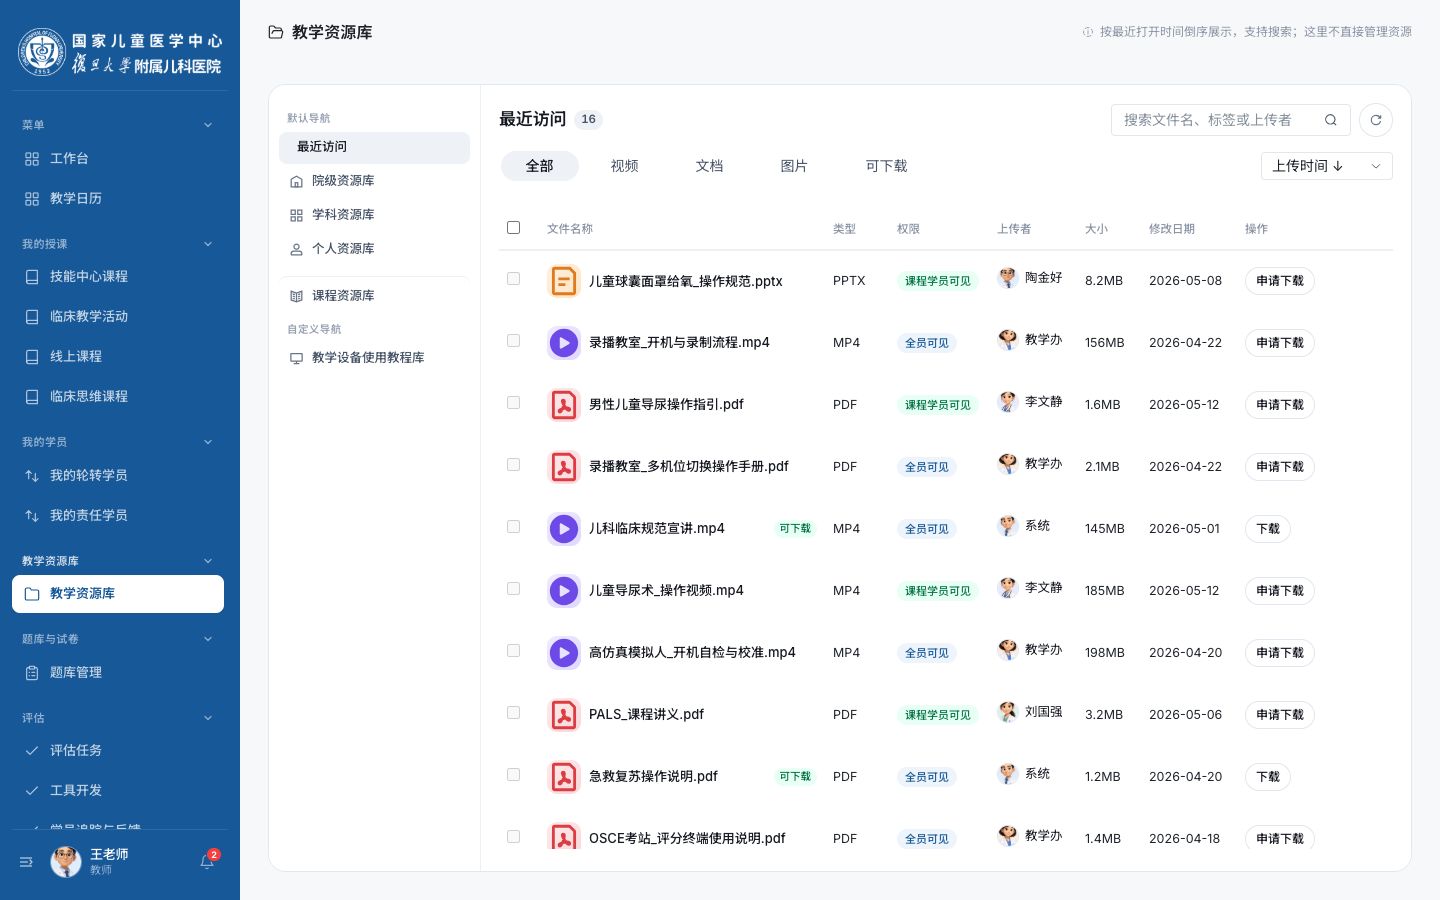 国家儿童医学中心
復旦大学附属儿科医院
1952
菜单
工作台
教学日历
我的授课
技能中心课程
临床教学活动
线上课程
临床思维课程
我的学员
我的轮转学员
我的责任学员
教学资源库
教学资源库
题库与试卷
题库管理
评估
评估任务
工具开发
学员追踪与反馈
王老师
教师
2
教学资源库
按最近打开时间倒序展示，支持搜索；这里不直接管理资源
默认导航
最近访问
院级资源库
学科资源库
个人资源库
课程资源库
自定义导航
教学设备使用教程库
最近访问 16
搜索文件名、标签或上传者
全部 视频 文档 图片 可下载
上传时间 ↓
文件名称 类型 权限 上传者 大小 修改日期 操作
儿童球囊面罩给氧_操作规范.pptx PPTX 课程学员可见 陶金好 8.2MB 2026-05-08 申请下载
录播教室_开机与录制流程.mp4 MP4 全员可见 教学办 156MB 2026-04-22 申请下载
男性儿童导尿操作指引.pdf PDF 课程学员可见 李文静 1.6MB 2026-05-12 申请下载
录播教室_多机位切换操作手册.pdf PDF 全员可见 教学办 2.1MB 2026-04-22 申请下载
儿科临床规范宣讲.mp4 可下载 MP4 全员可见 系统 145MB 2026-05-01 下载
儿童导尿术_操作视频.mp4 MP4 课程学员可见 李文静 185MB 2026-05-12 申请下载
高仿真模拟人_开机自检与校准.mp4 MP4 全员可见 教学办 198MB 2026-04-20 申请下载
PALS_课程讲义.pdf PDF 课程学员可见 刘国强 3.2MB 2026-05-06 申请下载
急救复苏操作说明.pdf 可下载 PDF 全员可见 系统 1.2MB 2026-04-20 下载
OSCE考站_评分终端使用说明.pdf PDF 全员可见 教学办 1.4MB 2026-04-18 申请下载